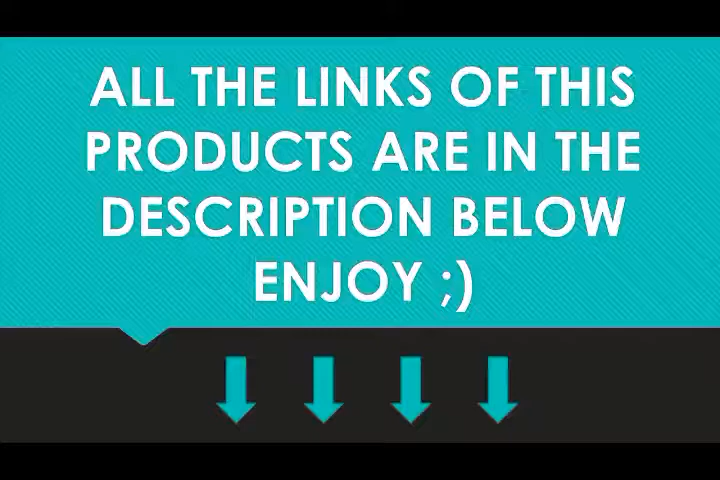 ALL THE LINKS OF THIS
PRODUCTS ARE IN THE
DESCRIPTION BELOW
ENJOY ;)